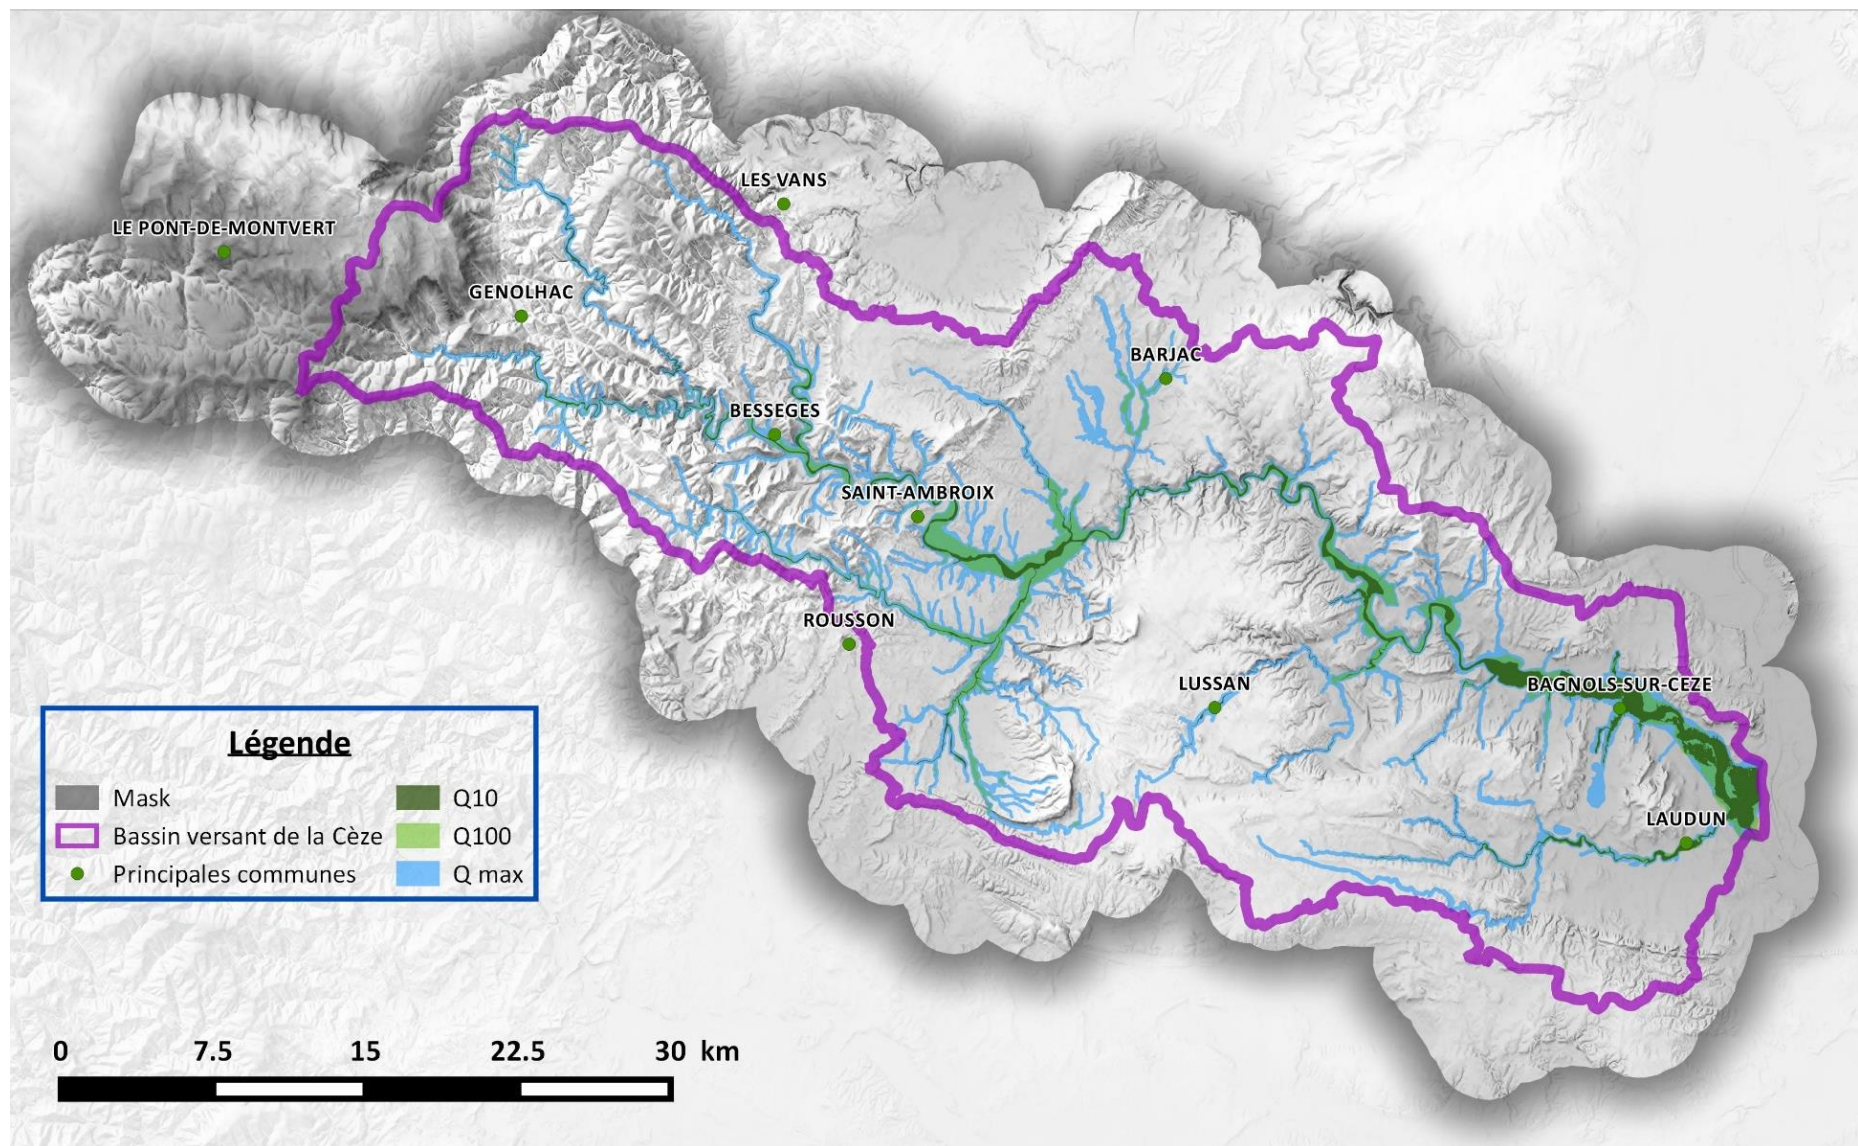 LES VANS
LE PONT-DE-MONTVERT
GENOLHAC
BARJAC
BESSEGES
SAINT-AMBROIX
ROUSSON
LUSSAN
BAGNOLS-SUR-CEZE
LAUDUN
Légende
Mask
Q10
Bassin versant de la Cèze
Q100
Principales communes
Q max
0 7.5 15 22.5 30 km